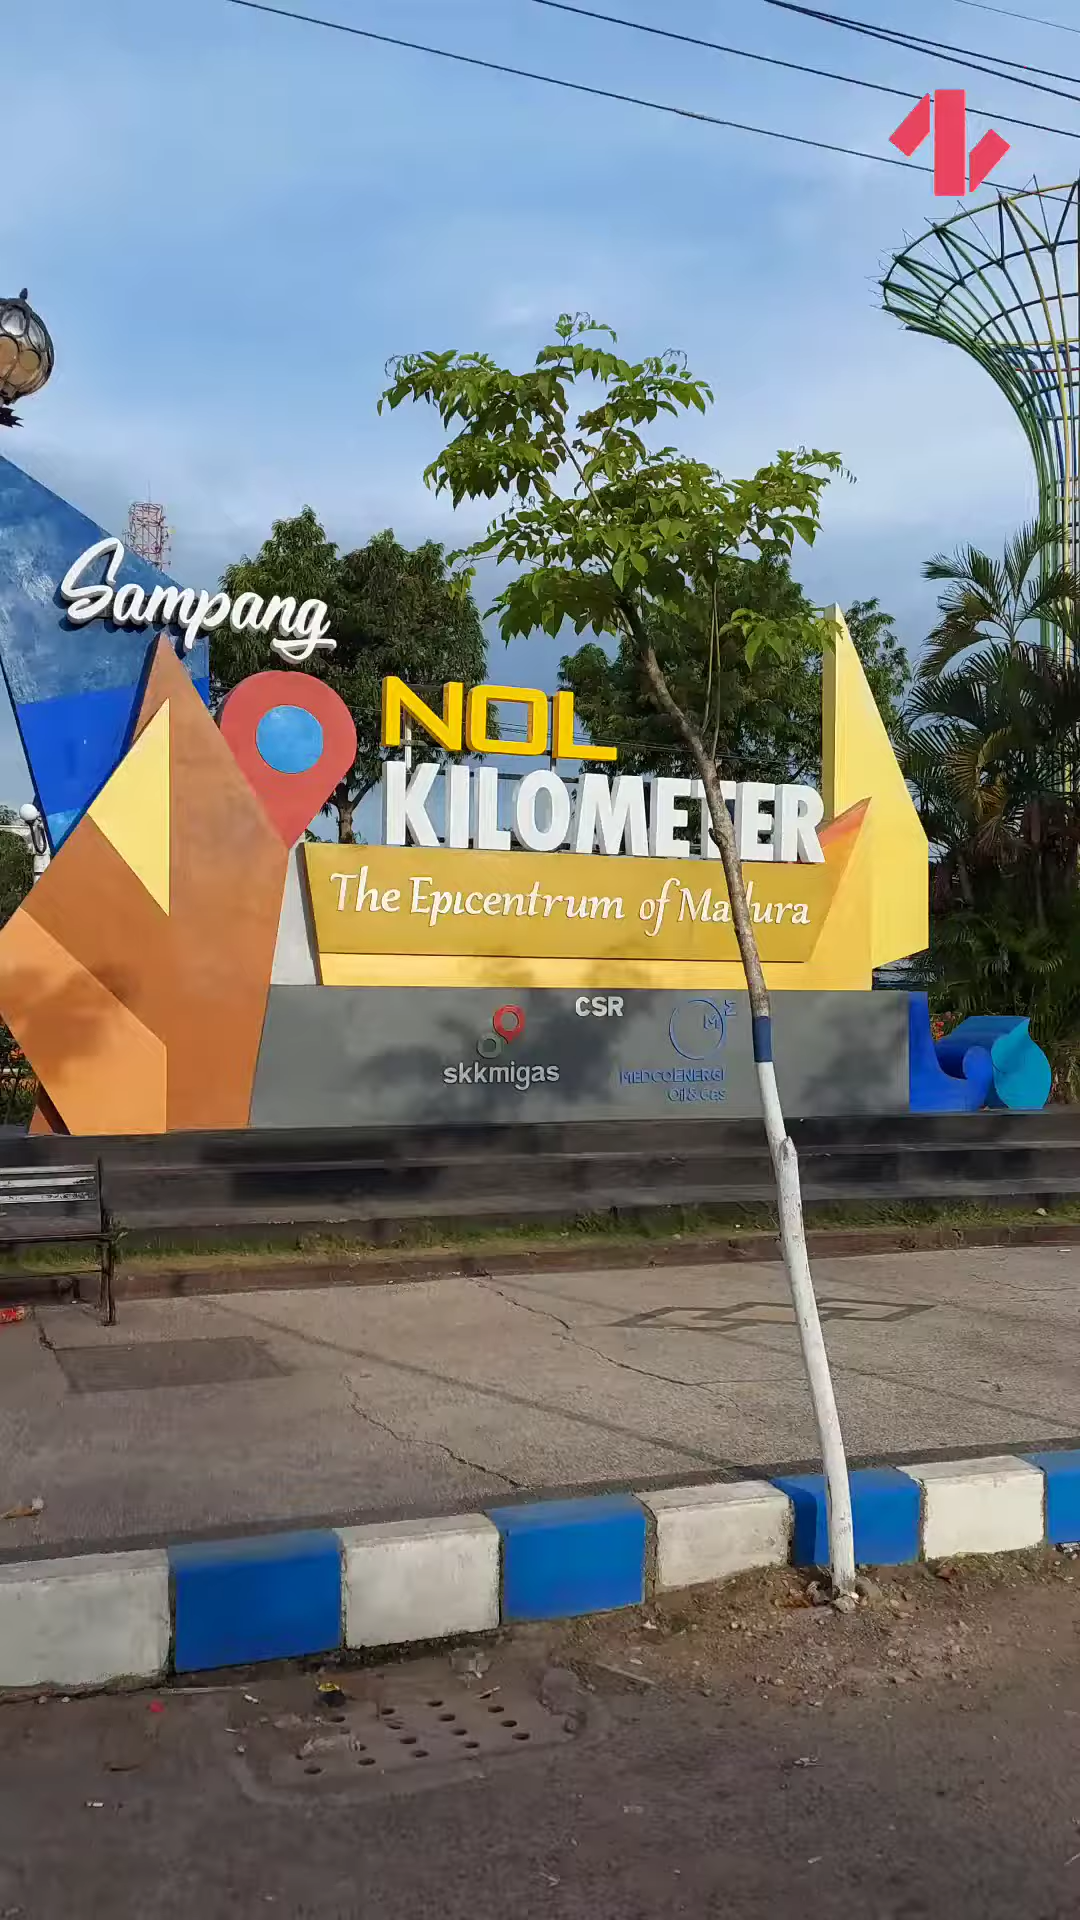 Sampang
NOL
KILOMETER
The Epicentrum of Madura
CSR
skkmigas
MEDCOENERGI
Oil & Gas